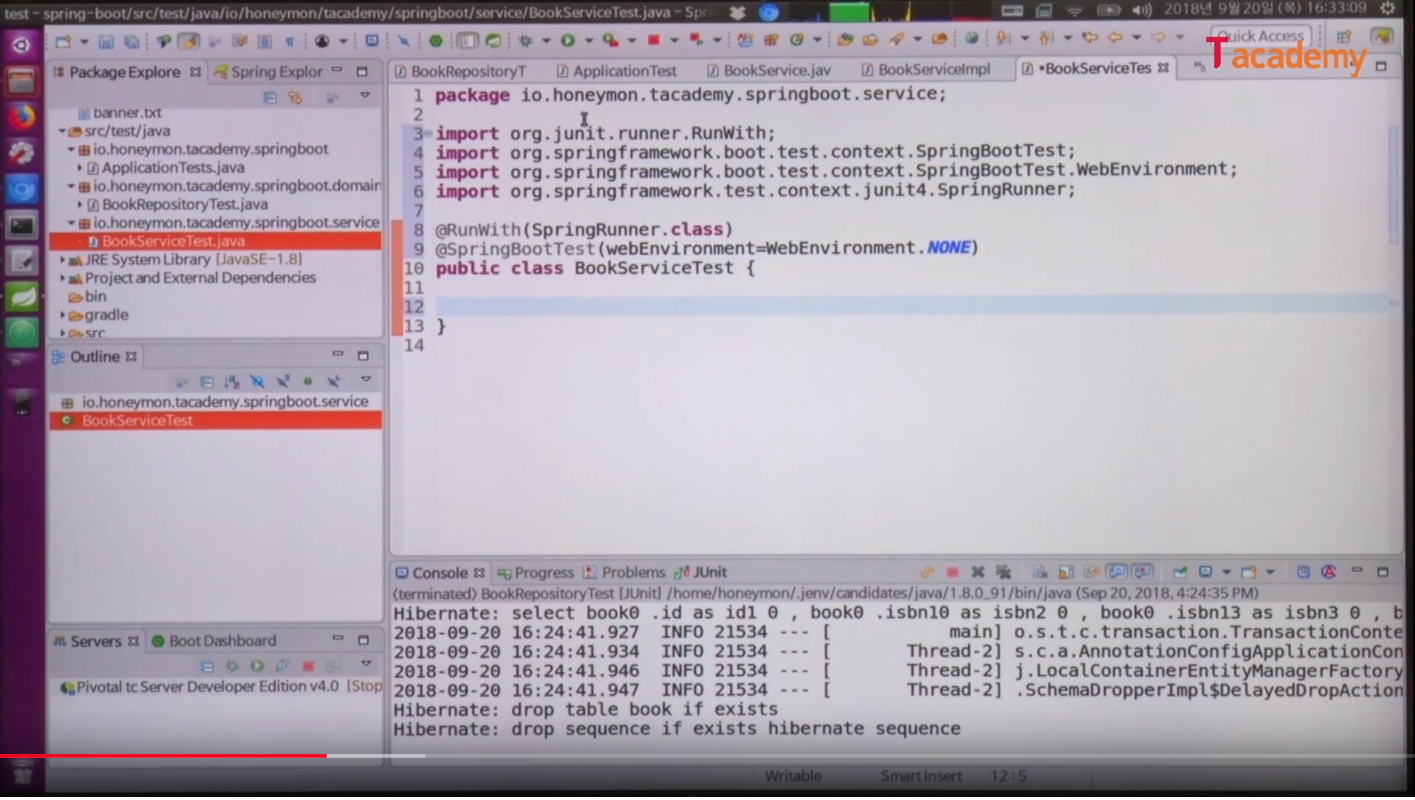 test - spring-boot/src/test/java/io/honeymon/tacademy/springboot/service/BookServiceTest.java - Spri
2018년 9월20일 (목) 16:33:09
Quick Access
Tacademy
Package Explore
Spring Explor
banner.txt
src/test/java
io.honeymon.tacademy.springboot
ApplicationTests.java
io.honeymon.tacademy.springboot.domain
BookRepositoryTest.java
io.honeymon.tacademy.springboot.service
BookServiceTest.java
JRE System Library [JavaSE-1.8]
Project and External Dependencies
bin
gradle
src
Outline
io.honeymon.tacademy.springboot.service
BookServiceTest
Servers
Boot Dashboard
Pivotal tc Server Developer Edition v4.0 [Stop
BookRepositoryT
ApplicationTest
BookService.jav
BookServiceImpl
*BookServiceTes
1 package io.honeymon.tacademy.springboot.service;
2
3 import org.junit.runner.RunWith;
4 import org.springframework.boot.test.context.SpringBootTest;
5 import org.springframework.boot.test.context.SpringBootTest.WebEnvironment;
6 import org.springframework.test.context.junit4.SpringRunner;
7
8 @RunWith(SpringRunner.class)
9 @SpringBootTest(webEnvironment=WebEnvironment.NONE)
10 public class BookServiceTest {
11
12
13 }
14
Console
Progress
Problems
JUnit
<terminated> BookRepositoryTest [JUnit] /home/honeymon/.jenv/candidates/java/1.8.0_91/bin/java (Sep 20, 2018, 4:24:35 PM)
Hibernate: select book0_.id as id1_0_, book0_.isbn10 as isbn2_0_, book0_.isbn13 as isbn3_0_, b
2018-09-20 16:24:41.927 INFO 21534 --- [ main] o.s.t.c.transaction.TransactionConte
2018-09-20 16:24:41.934 INFO 21534 --- [ Thread-2] s.c.a.AnnotationConfigApplicationCon
2018-09-20 16:24:41.946 INFO 21534 --- [ Thread-2] j.LocalContainerEntityManagerFactory
2018-09-20 16:24:41.947 INFO 21534 --- [ Thread-2] .SchemaDropperImpl$DelayedDropAction
Hibernate: drop table book if exists
Hibernate: drop sequence if exists hibernate_sequence
Writable
Smart Insert
12:5